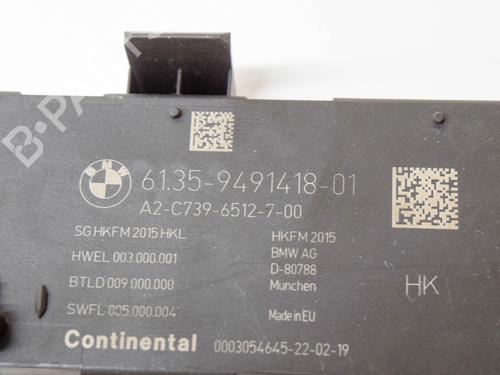 BMW
61.35-9491418-01
A2-C739-6512-7-00
SG HKFM 2015 HKL
HWEL 003.000.001
BTLD 009 000 000
SWFL 005.000.004
HKFM 2015
BMW AG
D-80788
Munchen
Made in EU
HK
Continental 0003054645-22-02-19
B-PARTS